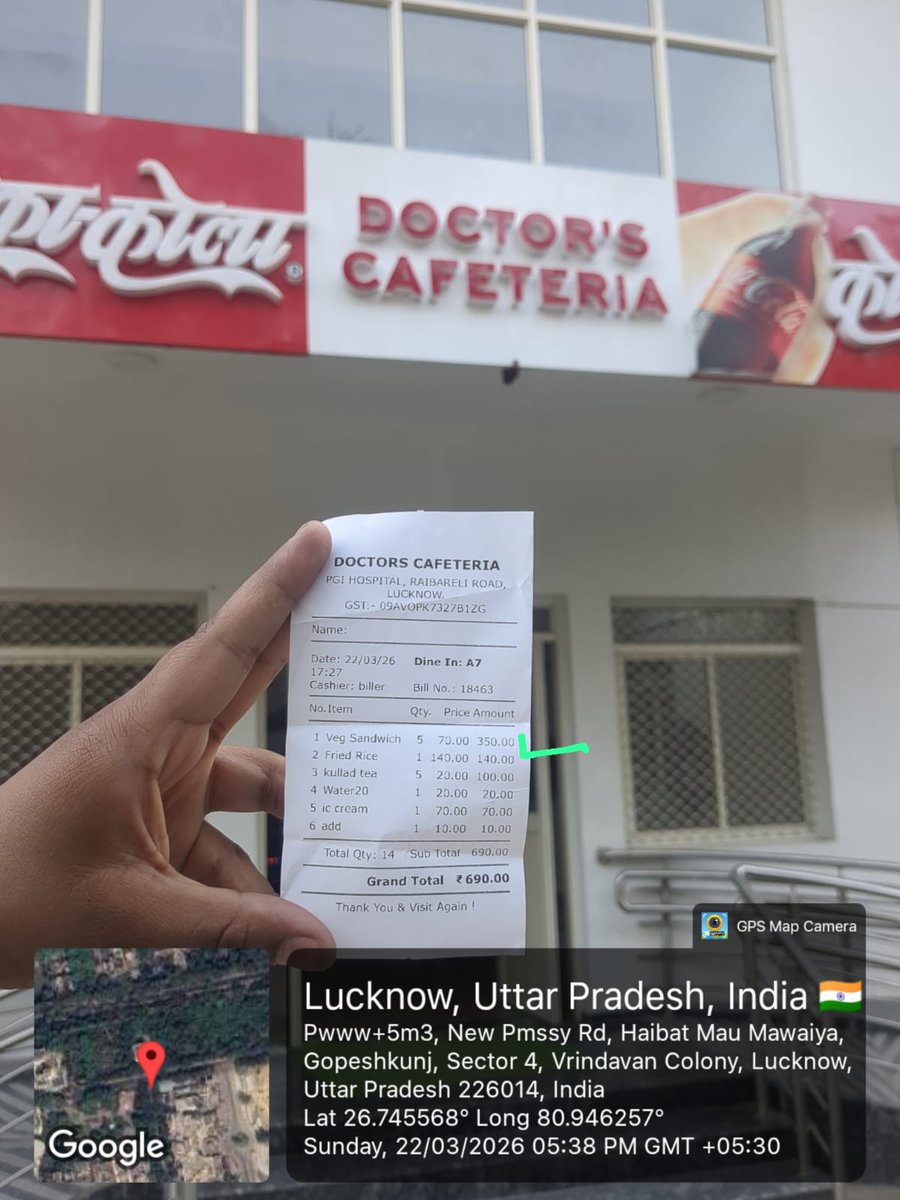 का-कोला
DOCTOR'S
CAFETERIA
को
DOCTORS CAFETERIA
PGI HOSPITAL, RAIBARELI ROAD,
LUCKNOW.
GST:- 09AVOPK7327B1ZG
Name:
Date: 22/03/26 Dine In: A7
17:27
Cashier: biller Bill No.: 18463
No.Item Qty. Price Amount
1 Veg Sandwich 5 70.00 350.00
2 Fried Rice 1 140.00 140.00
3 kullad tea 5 20.00 100.00
4 Water20 1 20.00 20.00
5 ic cream 1 70.00 70.00
6 add 1 10.00 10.00
Total Qty: 14 Sub Total 690.00
Grand Total ₹690.00
Thank You & Visit Again !
GPS Map Camera
Google
Lucknow, Uttar Pradesh, India
Pwww+5m3, New Pmssy Rd, Haibat Mau Mawaiya,
Gopeshkunj, Sector 4, Vrindavan Colony, Lucknow,
Uttar Pradesh 226014, India
Lat 26.745568° Long 80.946257°
Sunday, 22/03/2026 05:38 PM GMT +05:30